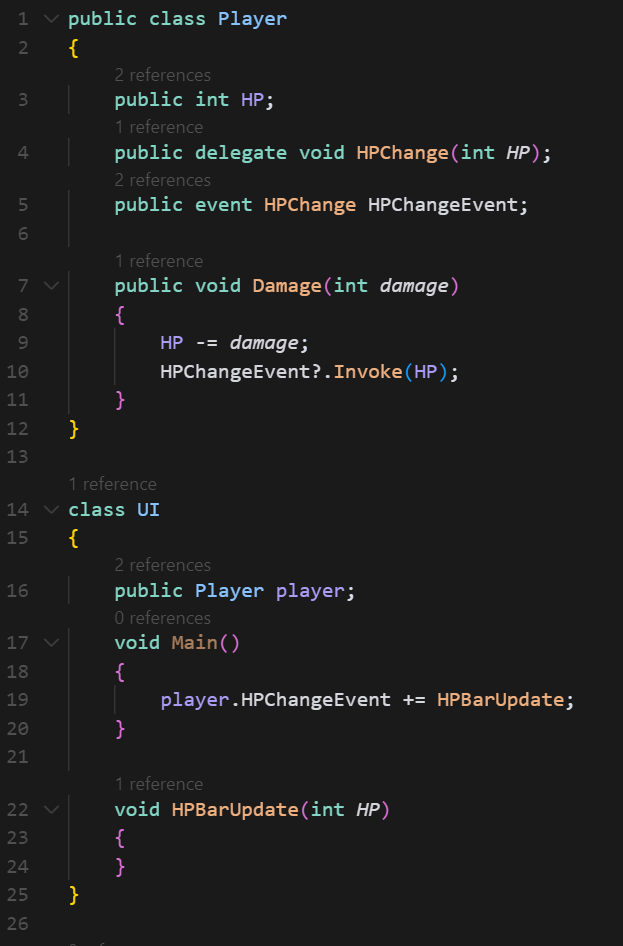 1 public class Player
2 {
2 references
3 public int HP;
1 reference
4 public delegate void HPChange(int HP);
2 references
5 public event HPChange HPChangeEvent;
6
1 reference
7 public void Damage(int damage)
8 {
9 HP -= damage;
10 HPChangeEvent?.Invoke(HP);
11 }
12 }
13
1 reference
14 class UI
15 {
2 references
16 public Player player;
0 references
17 void Main()
18 {
19 player.HPChangeEvent += HPBarUpdate;
20 }
21
1 reference
22 void HPBarUpdate(int HP)
23 {
24 }
25 }
26